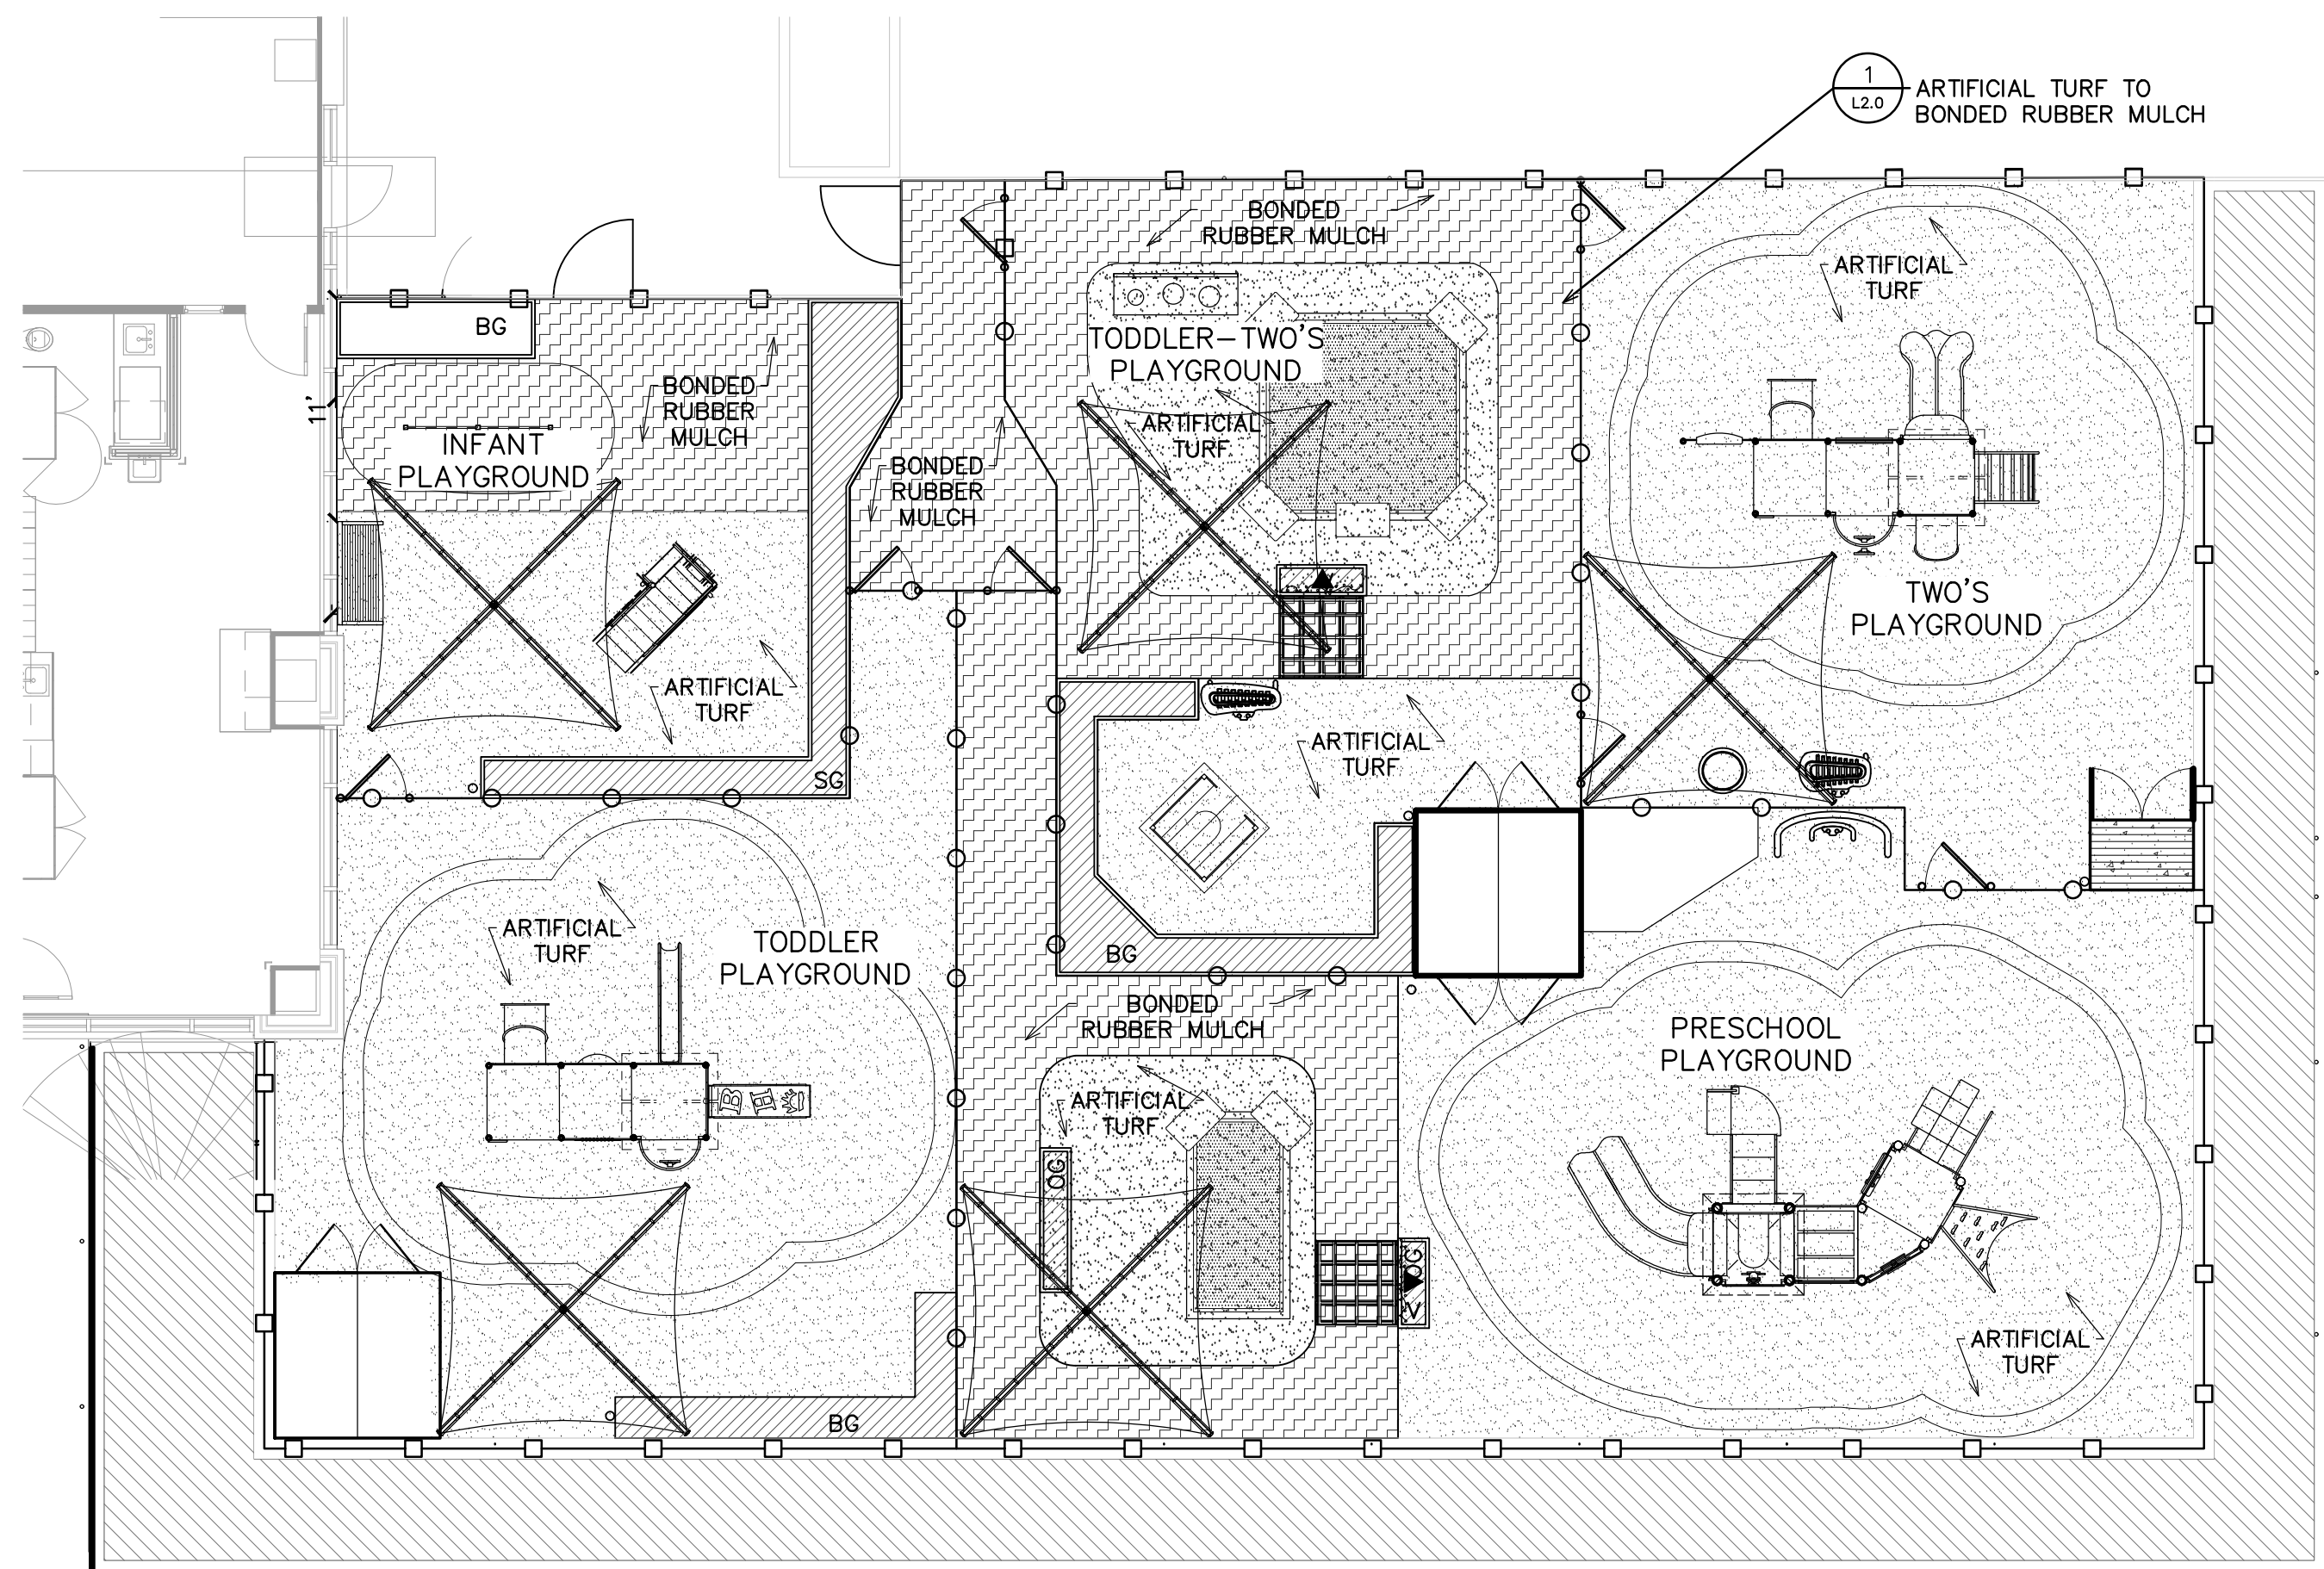 1
L2.0
ARTIFICIAL TURF TO
BONDED RUBBER MULCH
BONDED
RUBBER MULCH
ARTIFICIAL
TURF
BG
TODDLER-TWO'S
PLAYGROUND
BONDED
RUBBER
MULCH
11'
INFANT
PLAYGROUND
ARTIFICIAL
TURF
BONDED
RUBBER
MULCH
TWO'S
PLAYGROUND
ARTIFICIAL
TURF
ARTIFICIAL
TURF
SG
ARTIFICIAL
TURF
TODDLER
PLAYGROUND
BG
BONDED
RUBBER MULCH
PRESCHOOL
PLAYGROUND
ARTIFICIAL
TURF
OG
VOG
ARTIFICIAL
TURF
BG